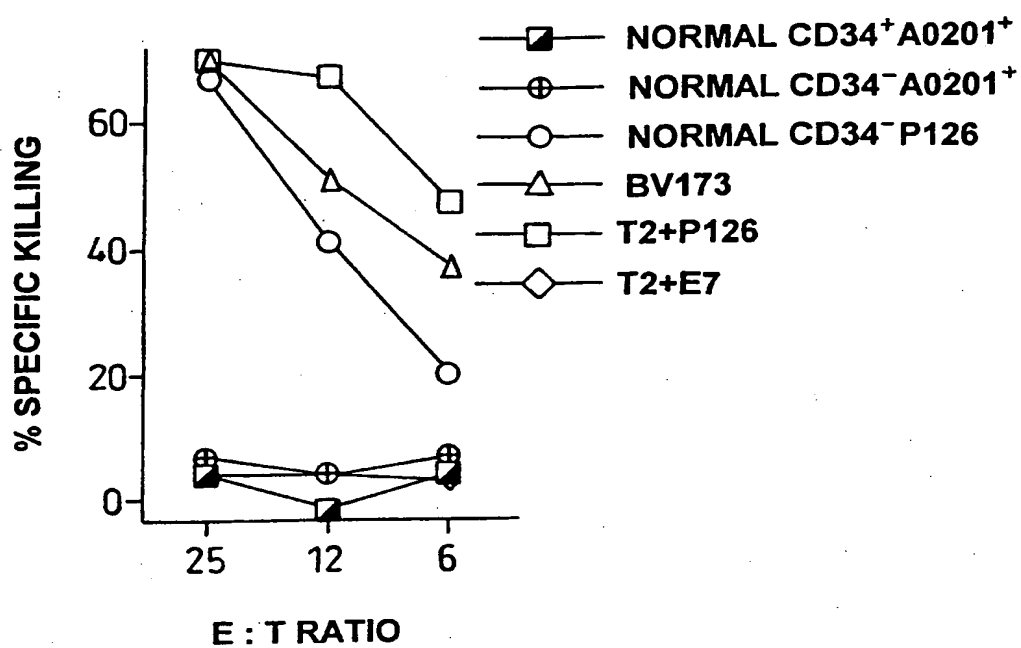 NORMAL CD34⁺A0201⁺
NORMAL CD34⁻A0201⁺
NORMAL CD34⁻P126
BV173
T2+P126
T2+E7
% SPECIFIC KILLING
60
40
20
0
25 12 6
E : T RATIO